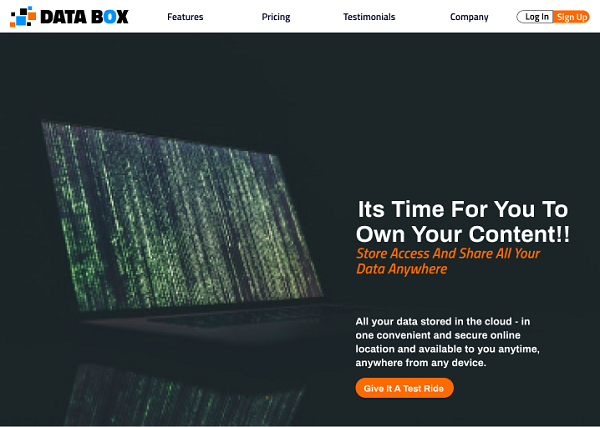 DATA BOX
Features
Pricing
Testimonials
Company
Log In
Sign Up
Its Time For You To
Own Your Content!!
Store Access And Share All Your
Data Anywhere
All your data stored in the cloud - in
one convenient and secure online
location and available to you anytime,
anywhere from any device.
Give It A Test Ride